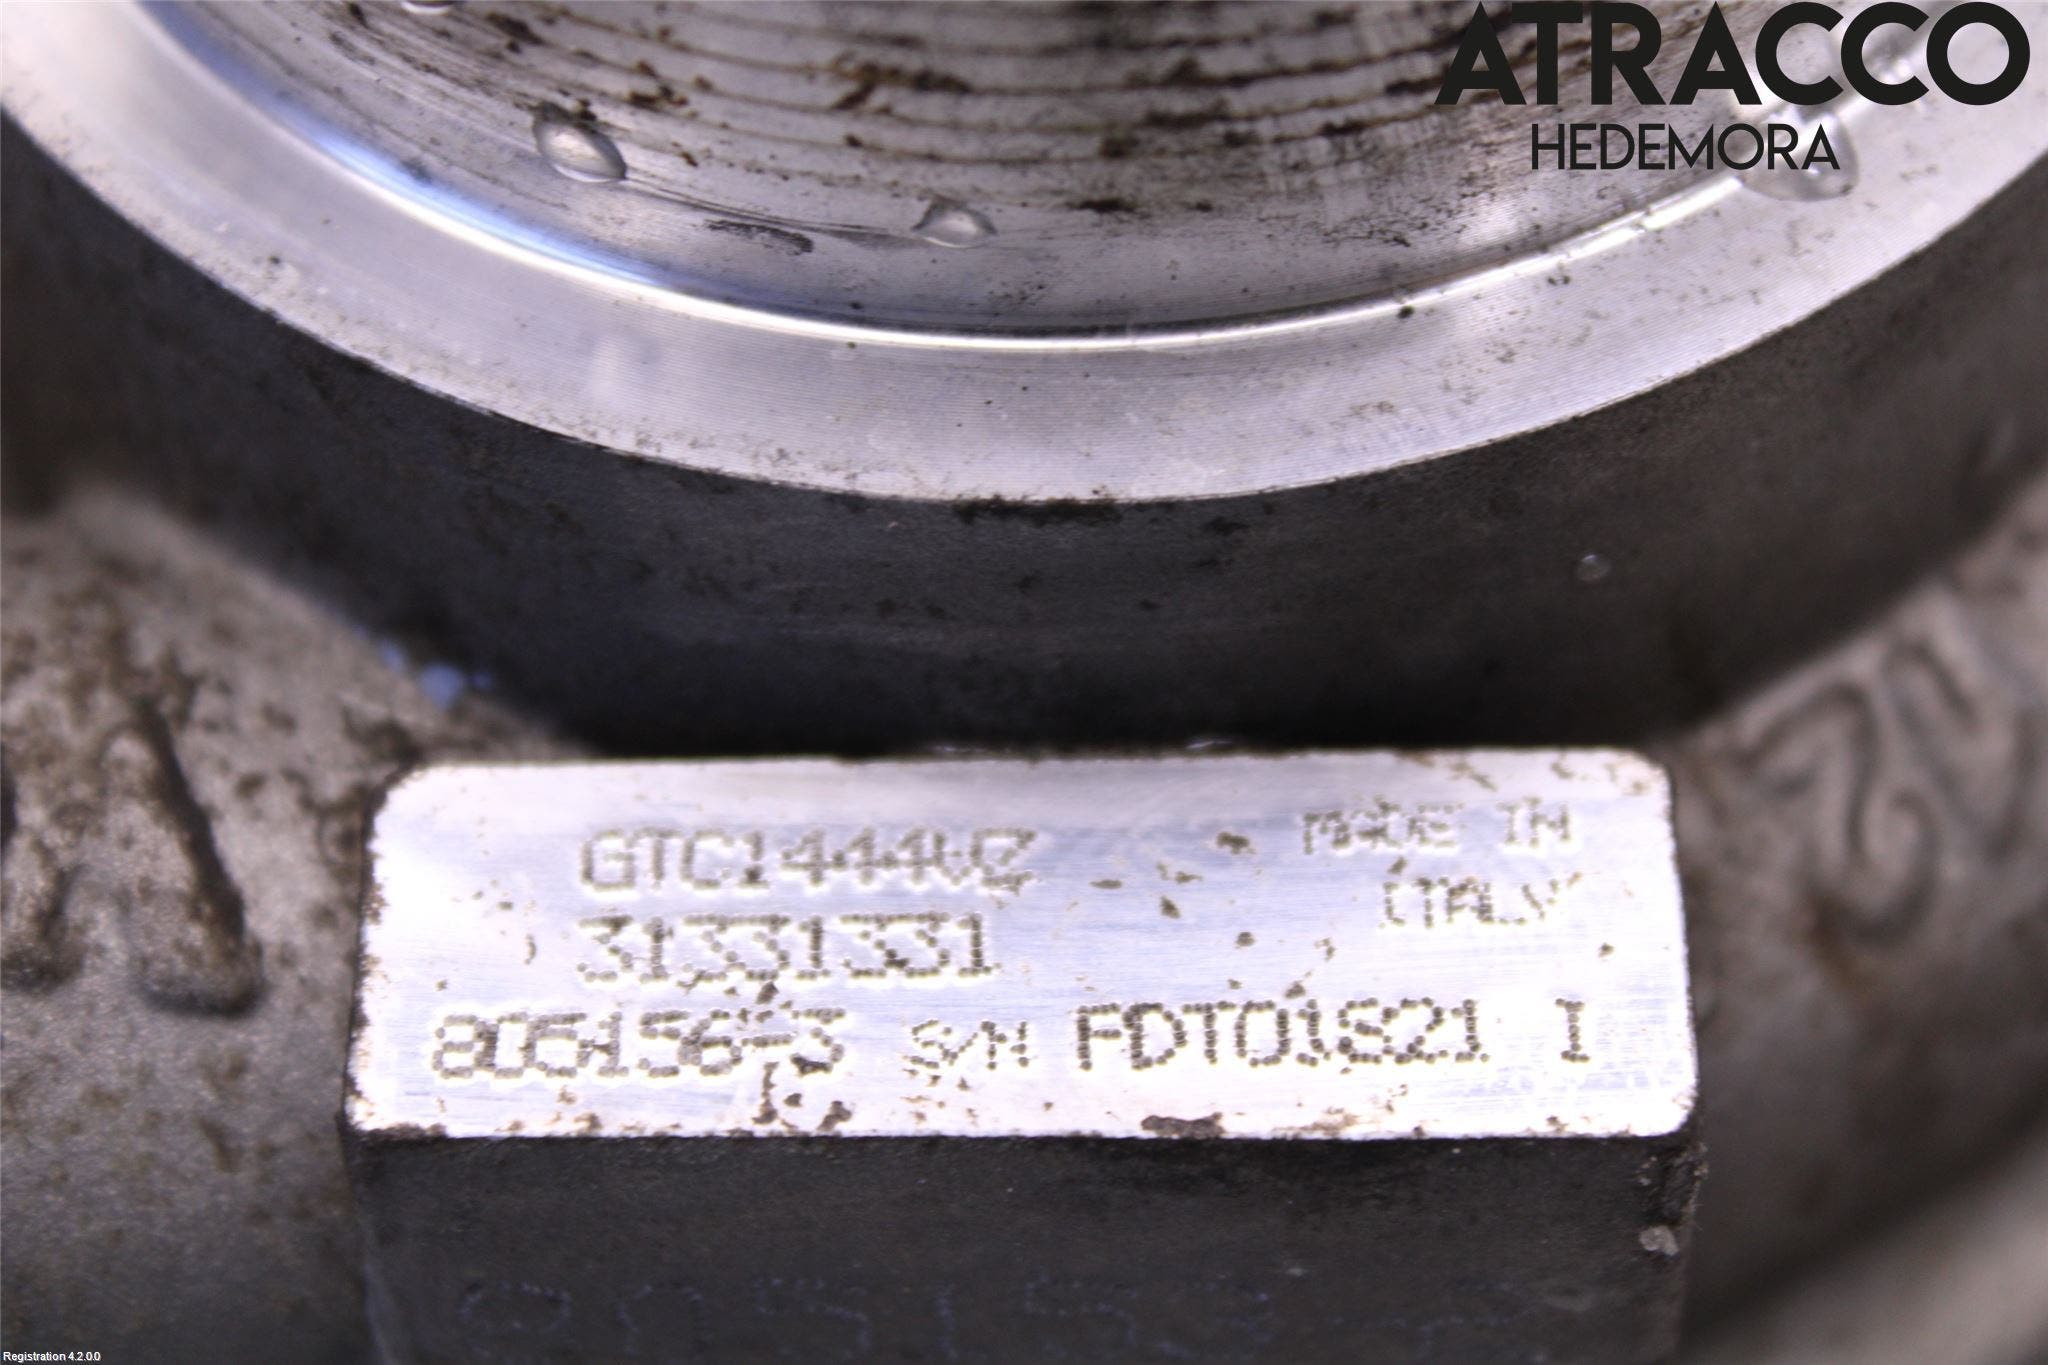 ATRACCO
HEDEMORA
GTC1444VZ
MADE IN
31331331
ITALY
806156-3 S/N FDT01S21 I
Registration 4.2.0.0